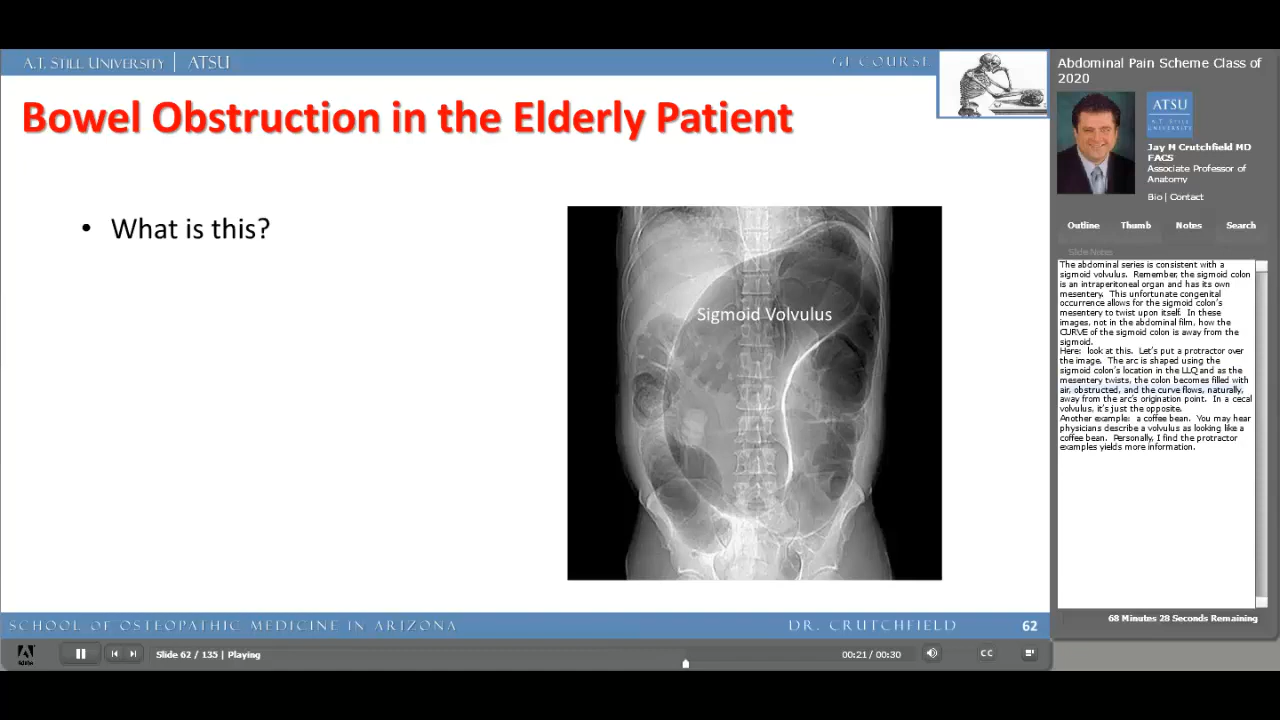 A.T. STILL UNIVERSITY | ATSU
GI COURSE
Bowel Obstruction in the Elderly Patient
• What is this?
Sigmoid Volvulus
SCHOOL OF OSTEOPATHIC MEDICINE IN ARIZONA
DR. CRUTCHFIELD
62
Adobe
Slide 62 / 135 | Playing
00:21 / 00:30
CC
Abdominal Pain Scheme Class of
2020
ATSU
A.T. STILL
UNIVERSITY
Jay M Crutchfield MD
FACS
Associate Professor of
Anatomy
Bio | Contact
Outline
Thumb
Notes
Search
Slide Notes
The abdominal series is consistent with a
sigmoid volvulus. Remember, the sigmoid colon
is an intraperitoneal organ and has its own
mesentery. This unfortunate congenital
occurrence allows for the sigmoid colon's
mesentery to twist upon itself. In these
images, not in the abdominal film, how the
CURVE of the sigmoid colon is away from the
sigmoid.
Here: look at this. Let's put a protractor over
the image. The arc is shaped using the
sigmoid colon's location in the LLQ and as the
mesentery twists, the colon becomes filled with
air, obstructed, and the curve flows, naturally,
away from the arc's origination point. In a cecal
volvulus, it's just the opposite.
Another example: a coffee bean. You may hear
physicians describe a volvulus as looking like a
coffee bean. Personally, I find the protractor
examples yields more information.
68 Minutes 28 Seconds Remaining